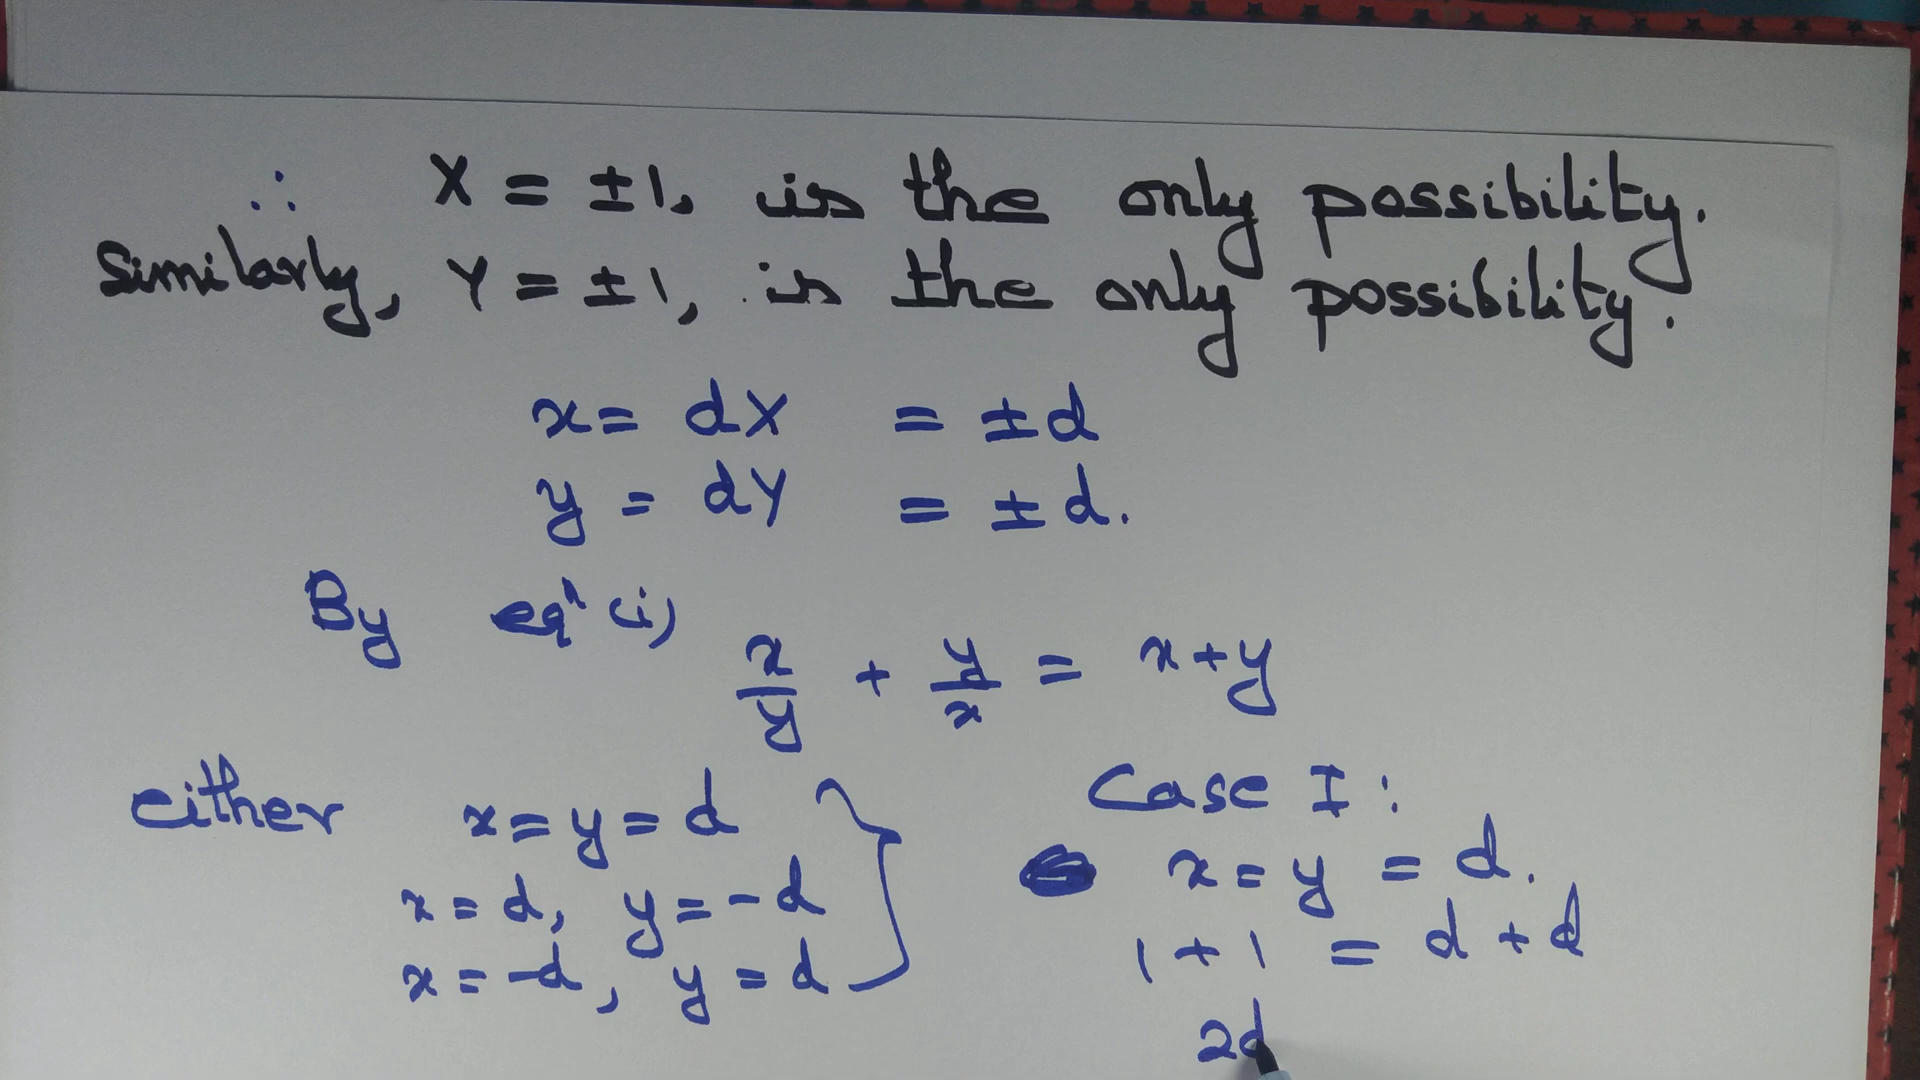 ∴ X = ±1, is the only possibility.
Similarly, Y = ±1, is the only possibility.
x = dX = ±d
y = dY = ±d.
By eqⁿ (i)
x/y + y/x = x+y
either x=y=d
x=d, y=-d
x=-d, y=d
Case I:
x=y=d.
1+1 = d+d
2d